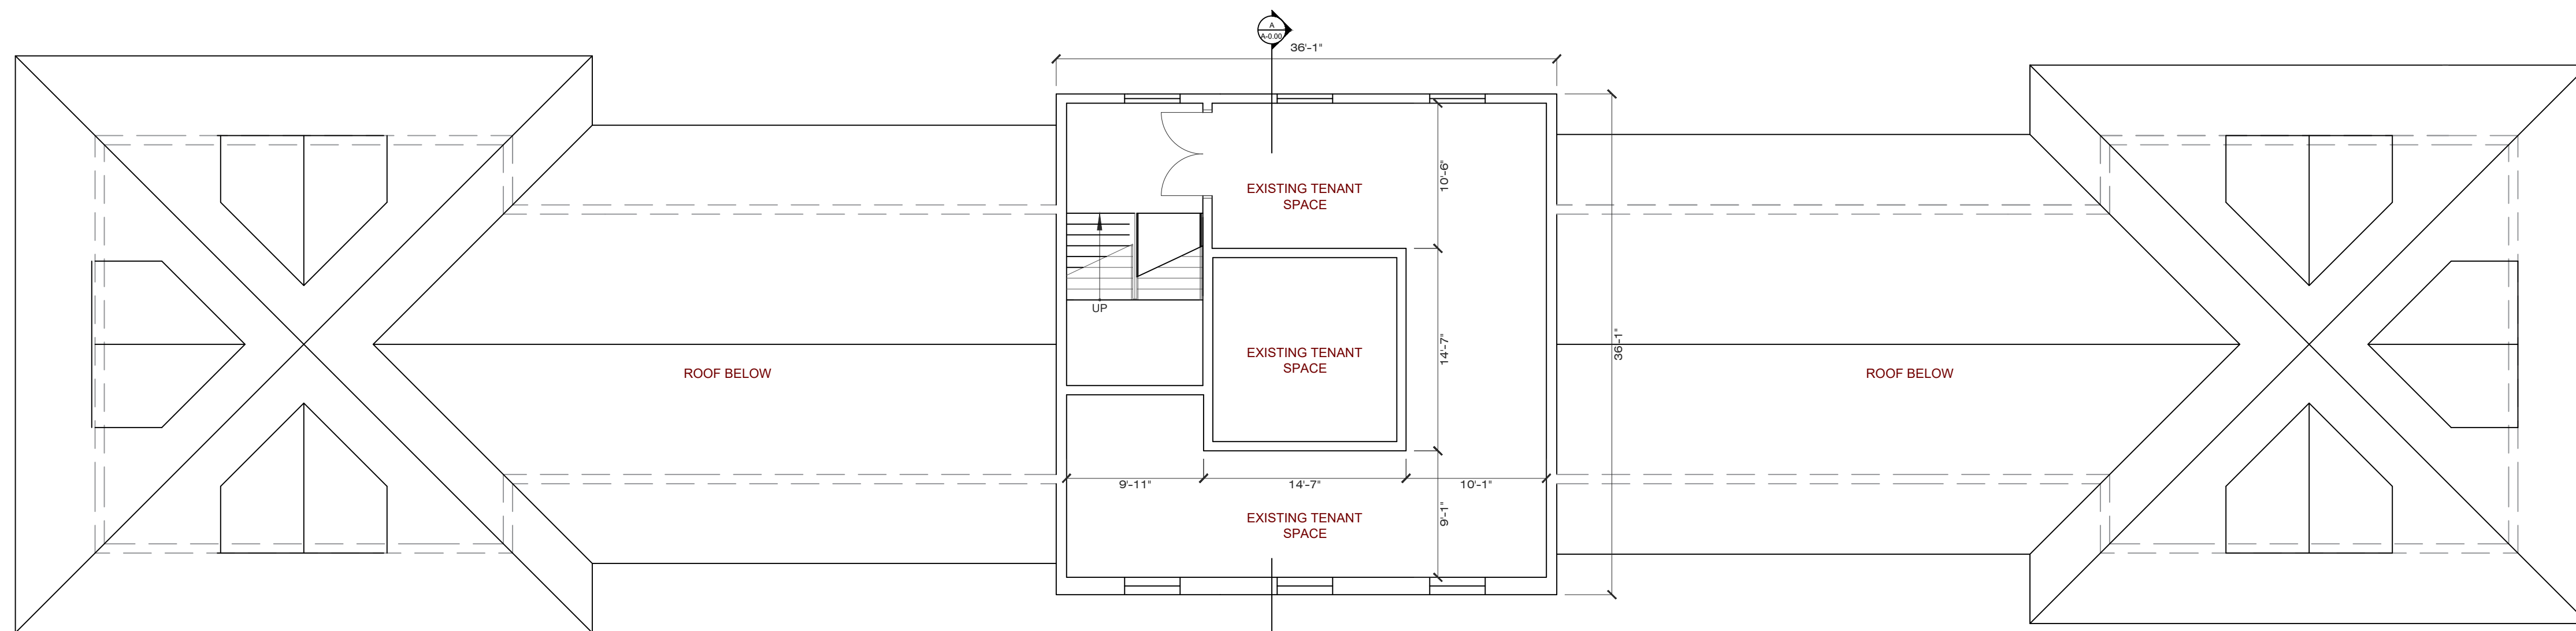 A
A-0.00
36'-1"
10'-6"
EXISTING TENANT
SPACE
UP
14'-7"
36'-1"
EXISTING TENANT
SPACE
ROOF BELOW
ROOF BELOW
9'-11"
14'-7"
10'-1"
9'-1"
EXISTING TENANT
SPACE